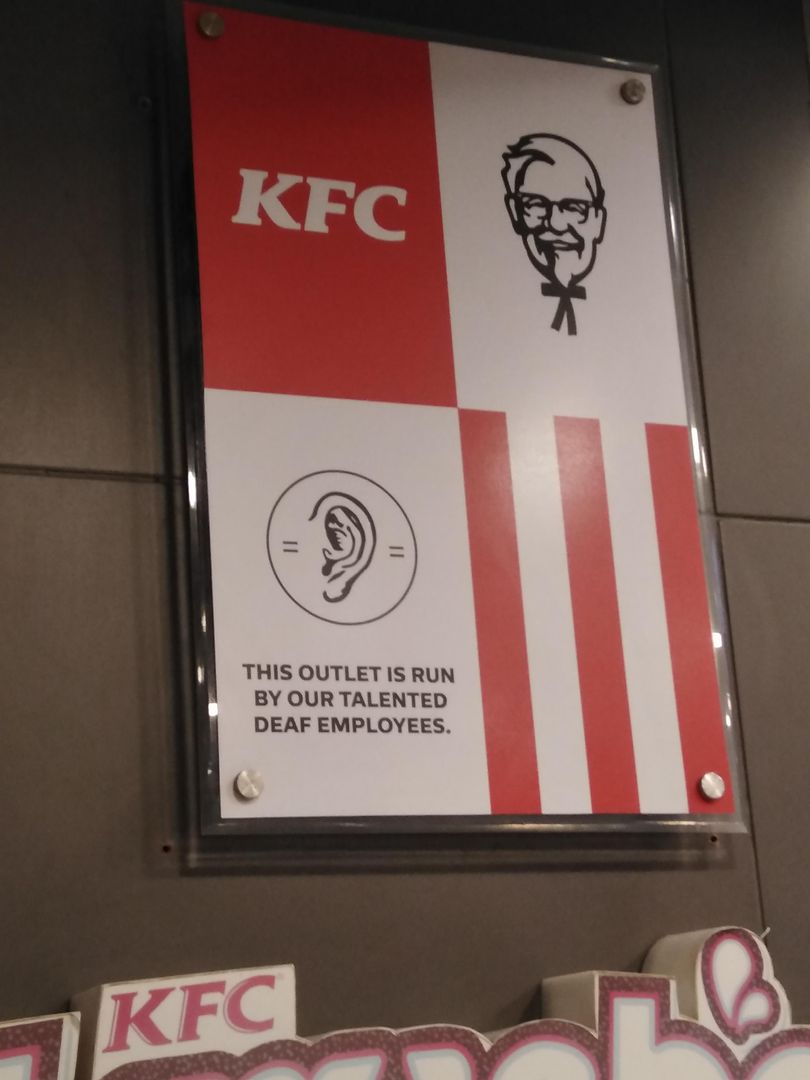 KFC
=
=
THIS OUTLET IS RUN
BY OUR TALENTED
DEAF EMPLOYEES.
KFC